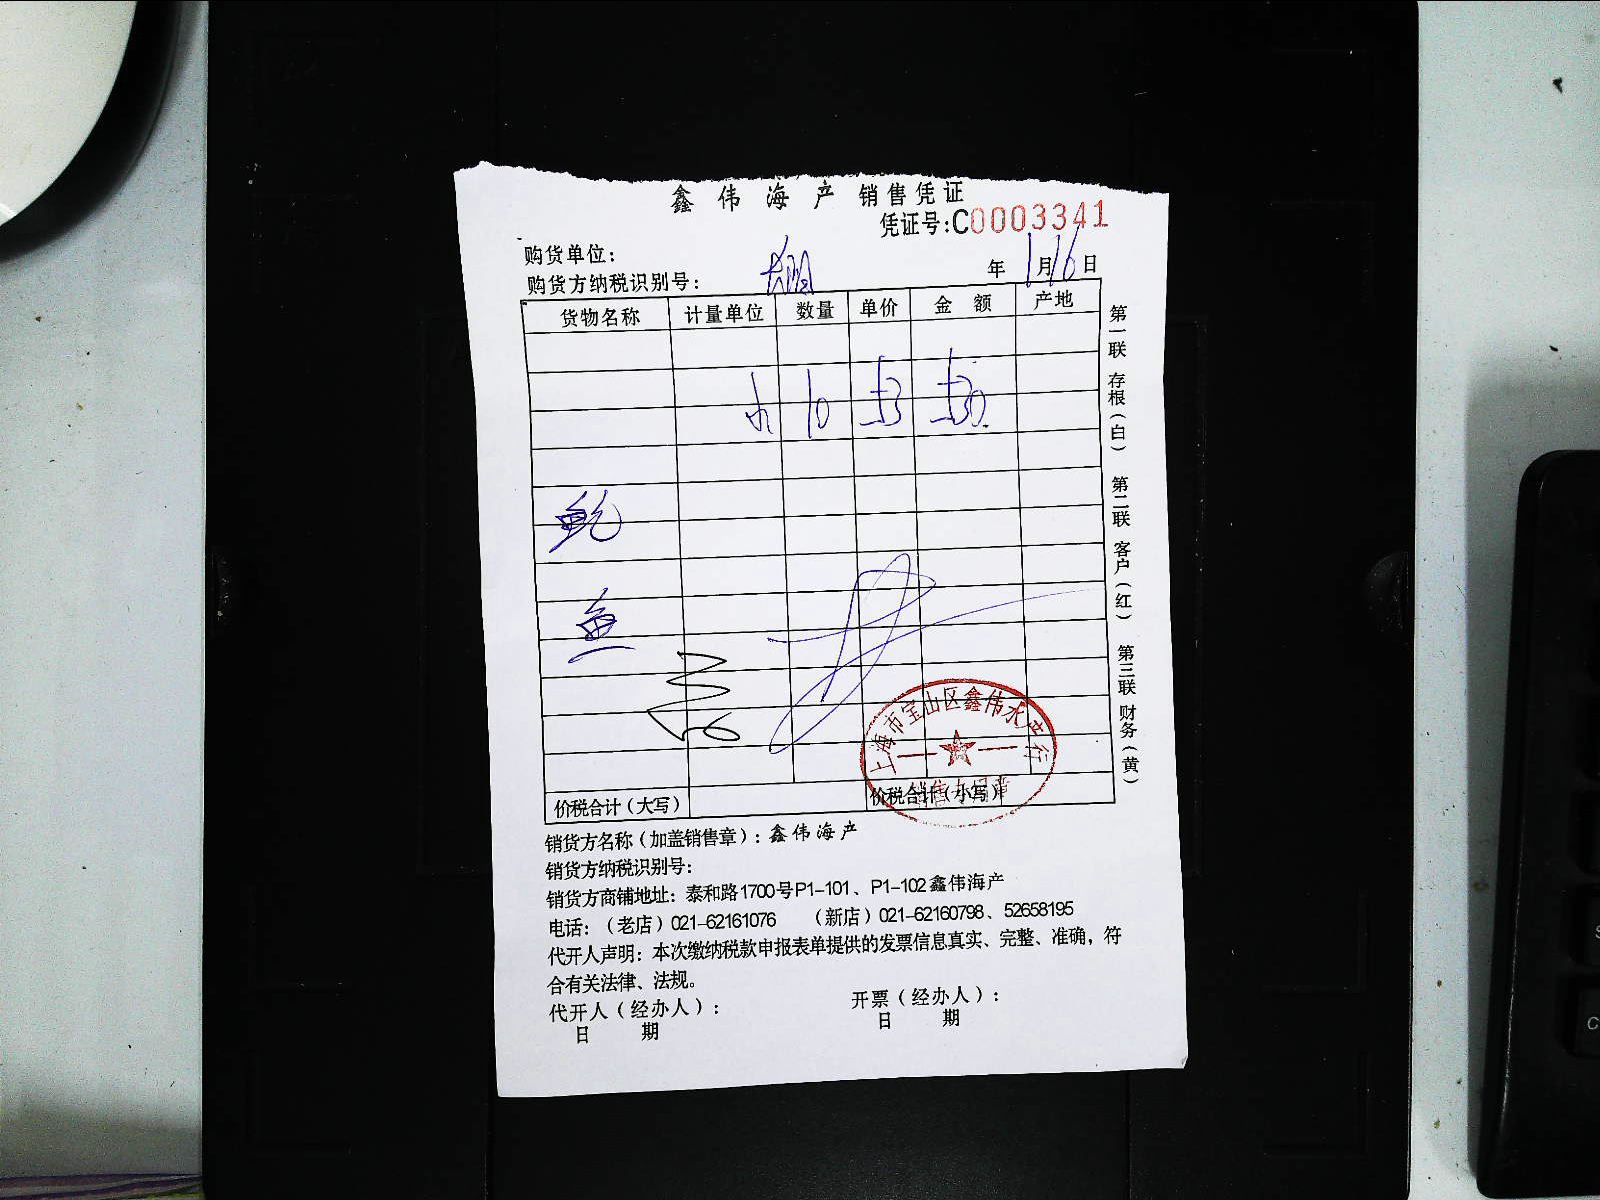 鑫伟海产销售凭证
凭证号:C0003341
购货单位：
购货方纳税识别号：
年 1月16日
货物名称 计量单位 数量 单价 金额 产地
10
鲍
鱼
上海市宝山区鑫伟水产行
销售专用章
价税合计（大写） 价税合计（小写）
销货方名称（加盖销售章）：鑫伟海产
销货方纳税识别号：
销货方商铺地址：泰和路1700号P1-101、P1-102鑫伟海产
电话：（老店）021-62161076 （新店）021-62160798、52658195
代开人声明：本次缴纳税款申报表单提供的发票信息真实、完整、准确，符
合有关法律、法规。
代开人（经办人）： 开票（经办人）：
日 期 日 期
第一联 存根（白） 第二联 客户（红） 第三联 财务（黄）